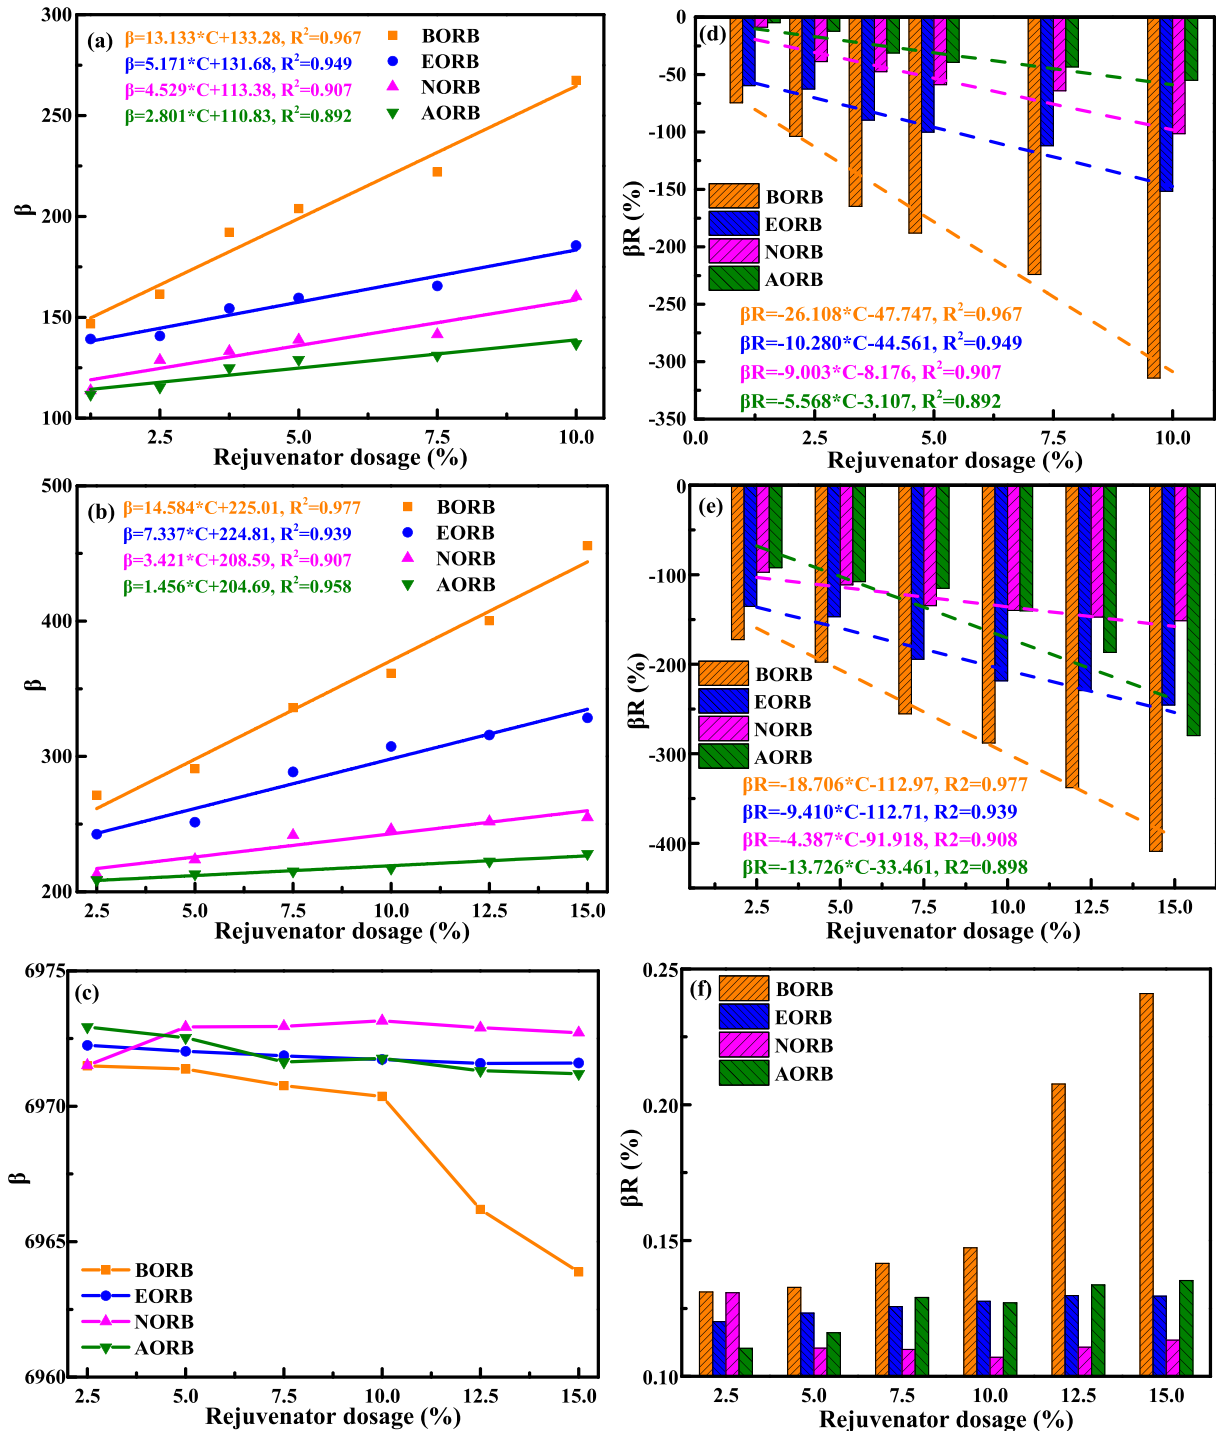 (a)
β=13.133*C+133.28, R²=0.967
β=5.171*C+131.68, R²=0.949
β=4.529*C+113.38, R²=0.907
β=2.801*C+110.83, R²=0.892
BORB
EORB
NORB
AORB
300
250
200
150
100
β
2.5
5.0
7.5
10.0
Rejuvenator dosage (%)
(d)
0
-50
-100
-150
-200
-250
-300
-350
βR (%)
BORB
EORB
NORB
AORB
βR=-26.108*C-47.747, R²=0.967
βR=-10.280*C-44.561, R²=0.949
βR=-9.003*C-8.176, R²=0.907
βR=-5.568*C-3.107, R²=0.892
0.0
2.5
5.0
7.5
10.0
Rejuvenator dosage (%)
(b)
β=14.584*C+225.01, R²=0.977
β=7.337*C+224.81, R²=0.939
β=3.421*C+208.59, R²=0.907
β=1.456*C+204.69, R²=0.958
BORB
EORB
NORB
AORB
500
400
300
200
β
2.5
5.0
7.5
10.0
12.5
15.0
Rejuvenator dosage (%)
(e)
0
-100
-200
-300
-400
βR (%)
BORB
EORB
NORB
AORB
βR=-18.706*C-112.97, R2=0.977
βR=-9.410*C-112.71, R2=0.939
βR=-4.387*C-91.918, R2=0.908
βR=-13.726*C-33.461, R2=0.898
2.5
5.0
7.5
10.0
12.5
15.0
Rejuvenator dosage (%)
(c)
6975
6970
6965
6960
β
BORB
EORB
NORB
AORB
2.5
5.0
7.5
10.0
12.5
15.0
Rejuvenator dosage (%)
(f)
BORB
EORB
NORB
AORB
0.25
0.20
0.15
0.10
βR (%)
2.5
5.0
7.5
10.0
12.5
15.0
Rejuvenator dosage (%)